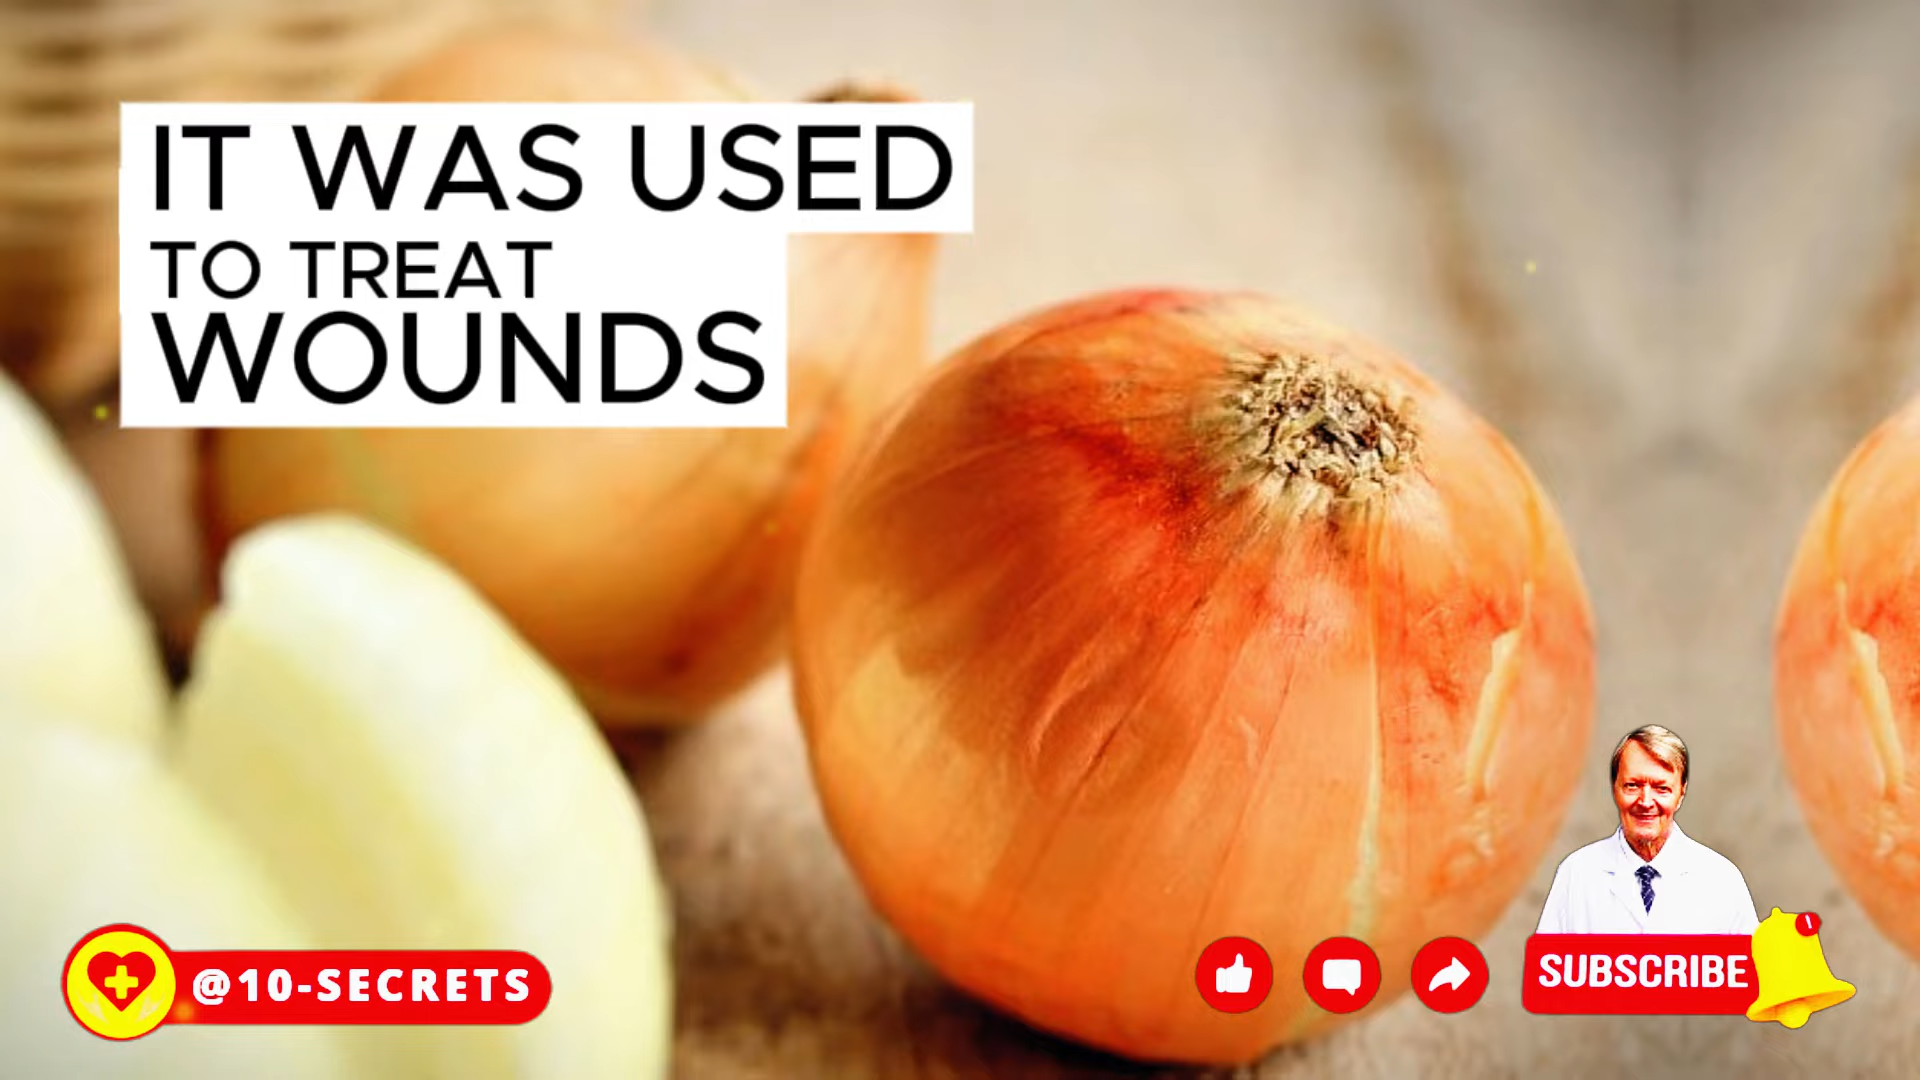 IT WAS USED
TO TREAT
WOUNDS
@10-SECRETS
SUBSCRIBE